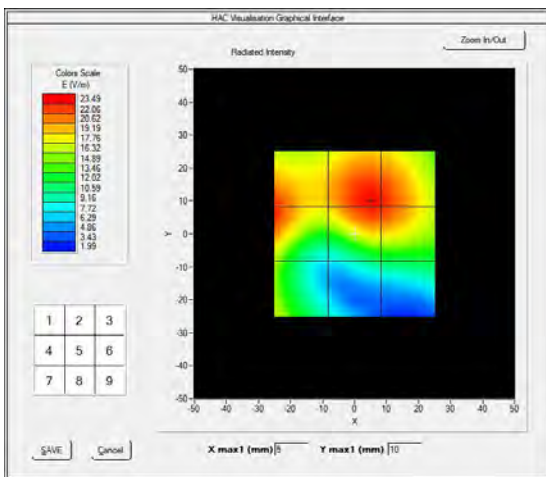 HAC Visualisation Graphical Interface
Zoom In/Out
Radiated Intensity
Colors Scale
E (V/m)
23.49
22.06
20.62
19.19
17.76
16.32
14.89
13.46
12.02
10.59
9.16
7.72
6.29
4.86
3.43
1.99
50
40
30
20
10
0
-10
-20
-30
-40
-50
Y
-50 -40 -30 -20 -10 0 10 20 30 40 50
X
1 2 3
4 5 6
7 8 9
SAVE Cancel
X max1 (mm) 5 Y max1 (mm) 10